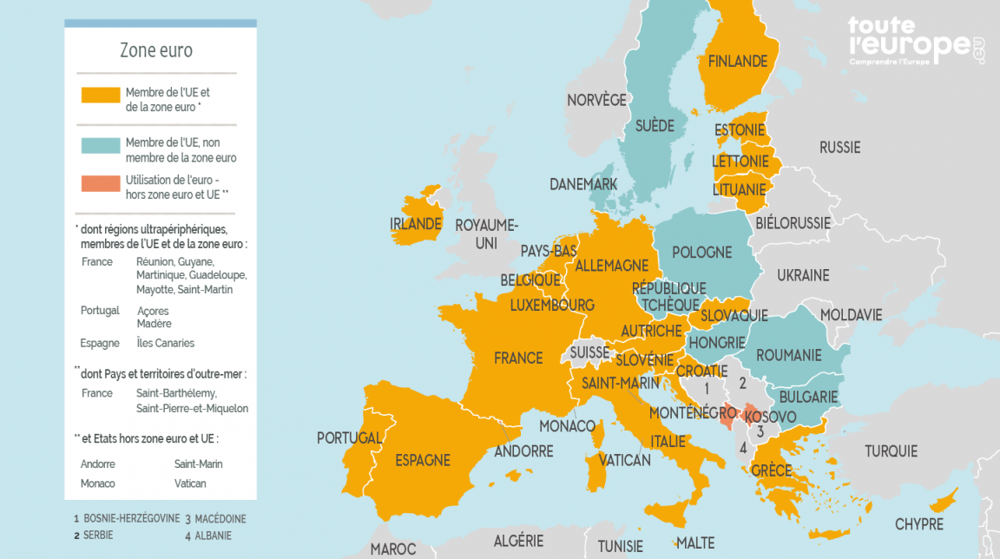 Zone euro
Membre de l'UE et
de la zone euro *
Membre de l'UE, non
membre de la zone euro
Utilisation de l'euro -
hors zone euro et UE **
* dont régions ultrapériphériques,
membres de l'UE et de la zone euro :
France Réunion, Guyane,
Martinique, Guadeloupe,
Mayotte, Saint-Martin
Portugal Açores
Madère
Espagne Îles Canaries
** dont Pays et territoires d'outre-mer :
France Saint-Barthélemy,
Saint-Pierre-et-Miquelon
** et Etats hors zone euro et UE :
Andorre Saint-Marin
Monaco Vatican
1 BOSNIE-HERZÉGOVINE 3 MACÉDOINE
2 SERBIE 4 ALBANIE
toute
l'europe.eu
Comprendre l'Europe
FINLANDE
NORVÈGE
SUÈDE
ESTONIE
RUSSIE
LETTONIE
DANEMARK
LITUANIE
IRLANDE
ROYAUME-
UNI
BIÉLORUSSIE
PAYS-BAS
POLOGNE
ALLEMAGNE
UKRAINE
BELGIQUE
RÉPUBLIQUE
TCHÈQUE
LUXEMBOURG
SLOVAQUIE
MOLDAVIE
AUTRICHE
HONGRIE
SUISSE
ROUMANIE
FRANCE
SLOVÉNIE
CROATIE
SAINT-MARIN
1
2
BULGARIE
MONTÉNÉGRO
KOSOVO
MONACO
3
PORTUGAL
ESPAGNE
ANDORRE
ITALIE
VATICAN
4
TURQUIE
GRÈCE
CHYPRE
MAROC
ALGÉRIE
TUNISIE
MALTE